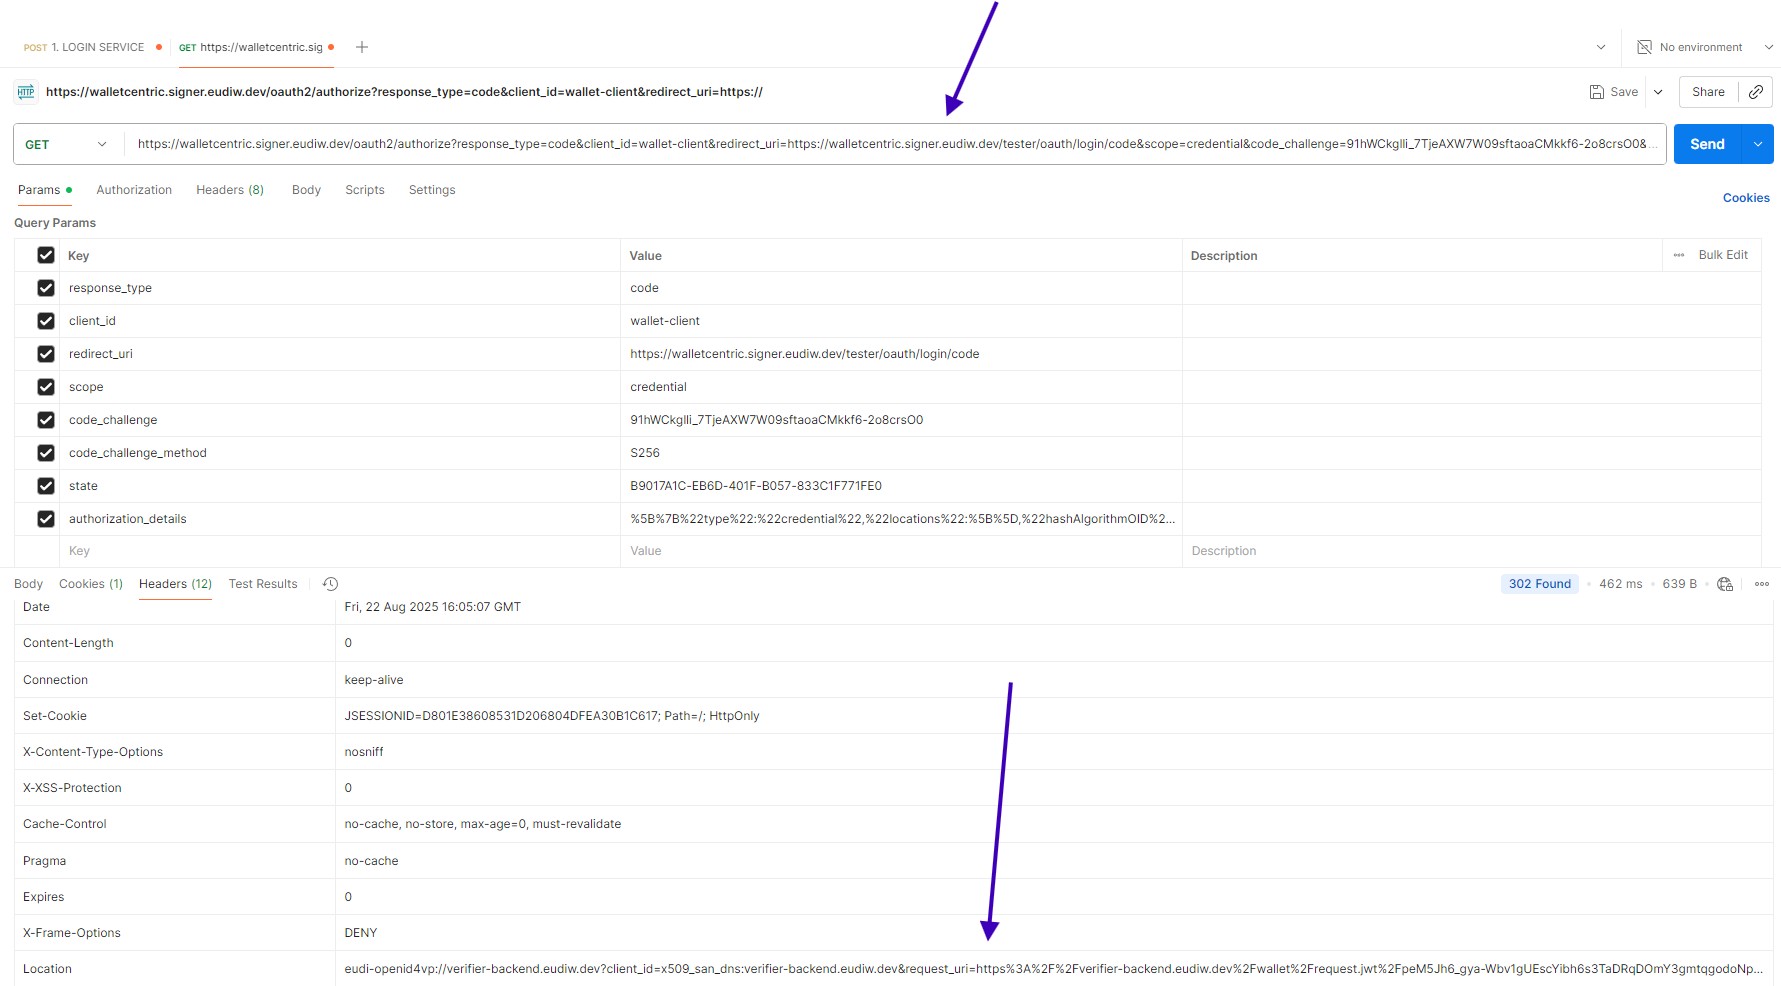 POST 1. LOGIN SERVICE GET https://walletcentric.sig No environment
HTTP https://walletcentric.signer.eudiw.dev/oauth2/authorize?response_type=code&client_id=wallet-client&redirect_uri=https:// Save Share
GET https://walletcentric.signer.eudiw.dev/oauth2/authorize?response_type=code&client_id=wallet-client&redirect_uri=https://walletcentric.signer.eudiw.dev/tester/oauth/login/code&scope=credential&code_challenge=91hWCkglli_7TjeAXW7W09sftaoaCMkkf6-2o8crsO0&... Send
Params Authorization Headers (8) Body Scripts Settings Cookies
Query Params
Key Value Description Bulk Edit
response_type code
client_id wallet-client
redirect_uri https://walletcentric.signer.eudiw.dev/tester/oauth/login/code
scope credential
code_challenge 91hWCkglli_7TjeAXW7W09sftaoaCMkkf6-2o8crsO0
code_challenge_method S256
state B9017A1C-EB6D-401F-B057-833C1F771FE0
authorization_details %5B%7B%22type%22:%22credential%22,%22locations%22:%5B%5D,%22hashAlgorithmOID%2...
Key Value Description
Body Cookies (1) Headers (12) Test Results 302 Found 462 ms 639 B
Date Fri, 22 Aug 2025 16:05:07 GMT
Content-Length 0
Connection keep-alive
Set-Cookie JSESSIONID=D801E38608531D206804DFEA30B1C617; Path=/; HttpOnly
X-Content-Type-Options nosniff
X-XSS-Protection 0
Cache-Control no-cache, no-store, max-age=0, must-revalidate
Pragma no-cache
Expires 0
X-Frame-Options DENY
Location eudi-openid4vp://verifier-backend.eudiw.dev?client_id=x509_san_dns:verifier-backend.eudiw.dev&request_uri=https%3A%2F%2Fverifier-backend.eudiw.dev%2Fwallet%2Frequest.jwt%2FpeM5Jh6_gya-Wbv1gUEscYibh6s3TaDRqDOmY3gmtqgodoNp...